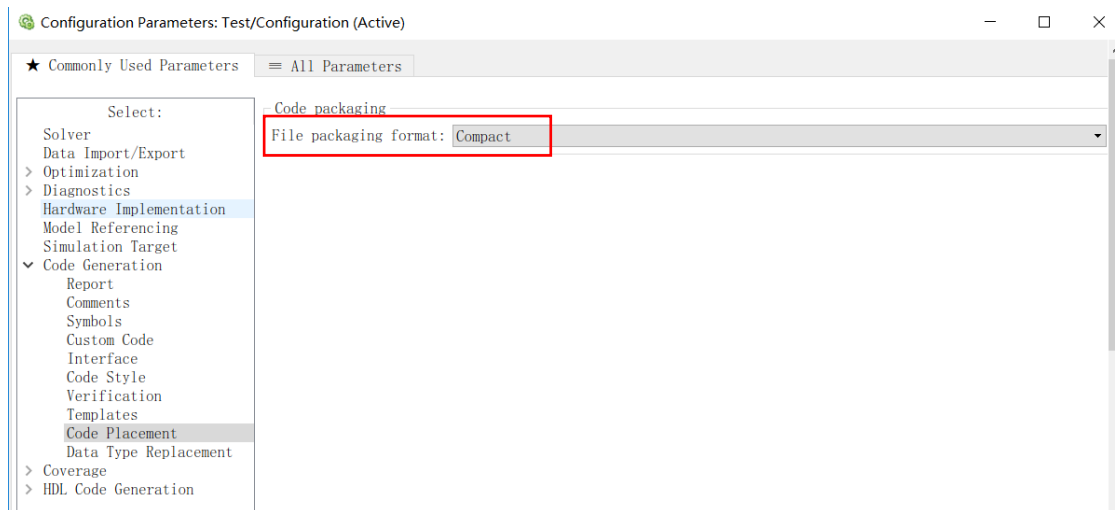 Configuration Parameters: Test/Configuration (Active)
★ Commonly Used Parameters
≡ All Parameters
Select:
Solver
Data Import/Export
Optimization
Diagnostics
Hardware Implementation
Model Referencing
Simulation Target
Code Generation
Report
Comments
Symbols
Custom Code
Interface
Code Style
Verification
Templates
Code Placement
Data Type Replacement
Coverage
HDL Code Generation
Code packaging
File packaging format: Compact